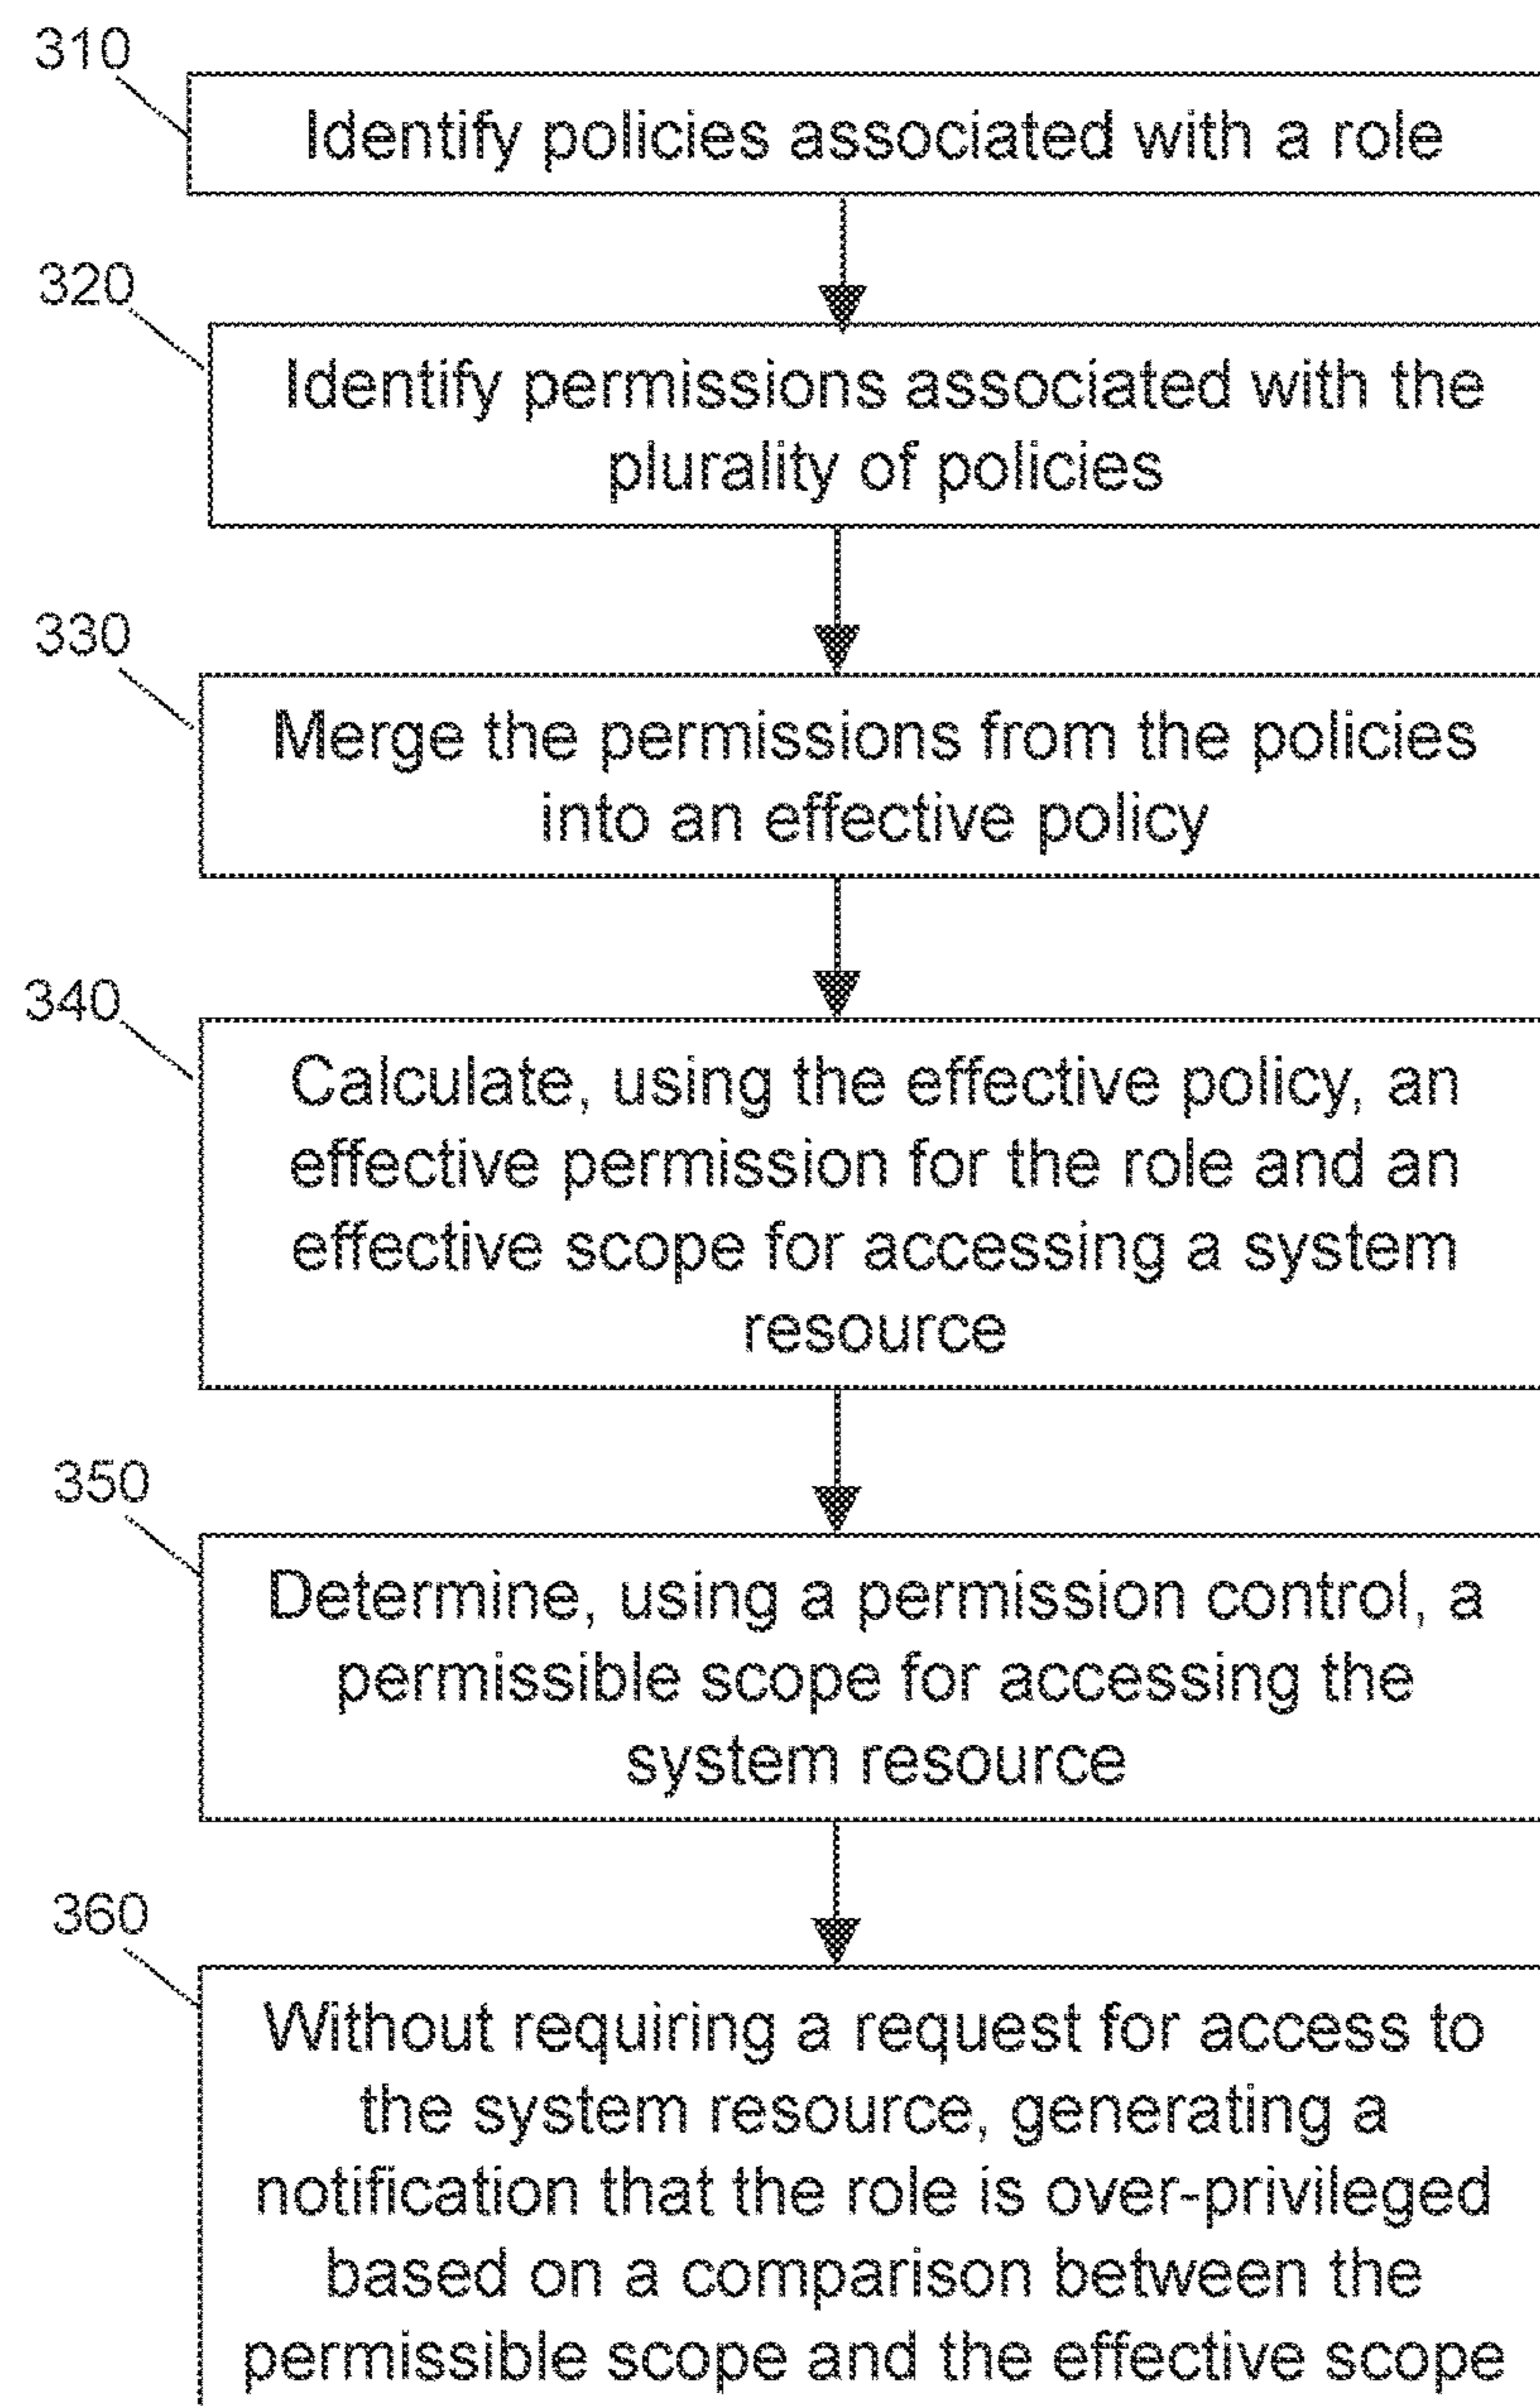 310
Identify policies associated with a role
320
Identify permissions associated with the
plurality of policies
330
Merge the permissions from the policies
into an effective policy
340
Calculate, using the effective policy, an
effective permission for the role and an
effective scope for accessing a system
resource
350
Determine, using a permission control, a
permissible scope for accessing the
system resource
360
Without requiring a request for access to
the system resource, generating a
notification that the role is over-privileged
based on a comparison between the
permissible scope and the effective scope